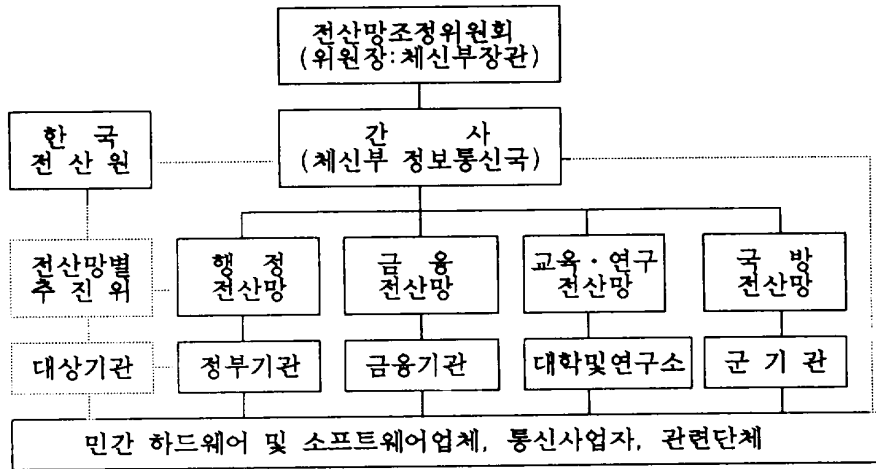 전산망조정위원회
(위원장:체신부장관)
한 국
전 산 원
간 사
(체신부 정보통신국)
전산망별
추 진 위
행 정
전산망
금 융
전산망
교육·연구
전산망
국 방
전산망
대상기관
정부기관
금융기관
대학및연구소
군 기 관
민간 하드웨어 및 소프트웨어업체, 통신사업자, 관련단체